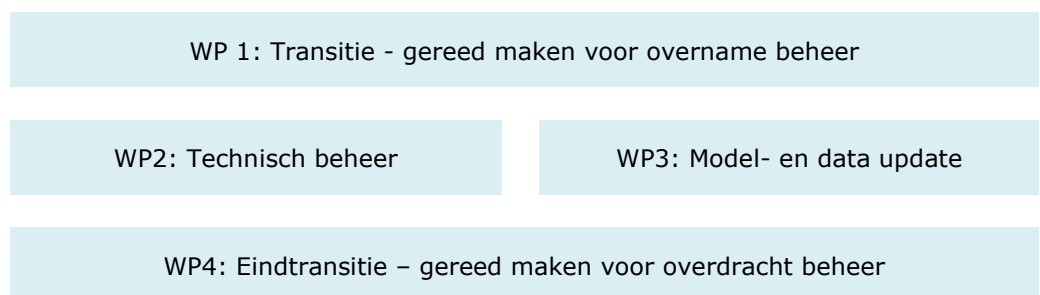 WP 1: Transitie - gereed maken voor overname beheer
WP2: Technisch beheer
WP3: Model- en data update
WP4: Eindtransitie – gereed maken voor overdracht beheer